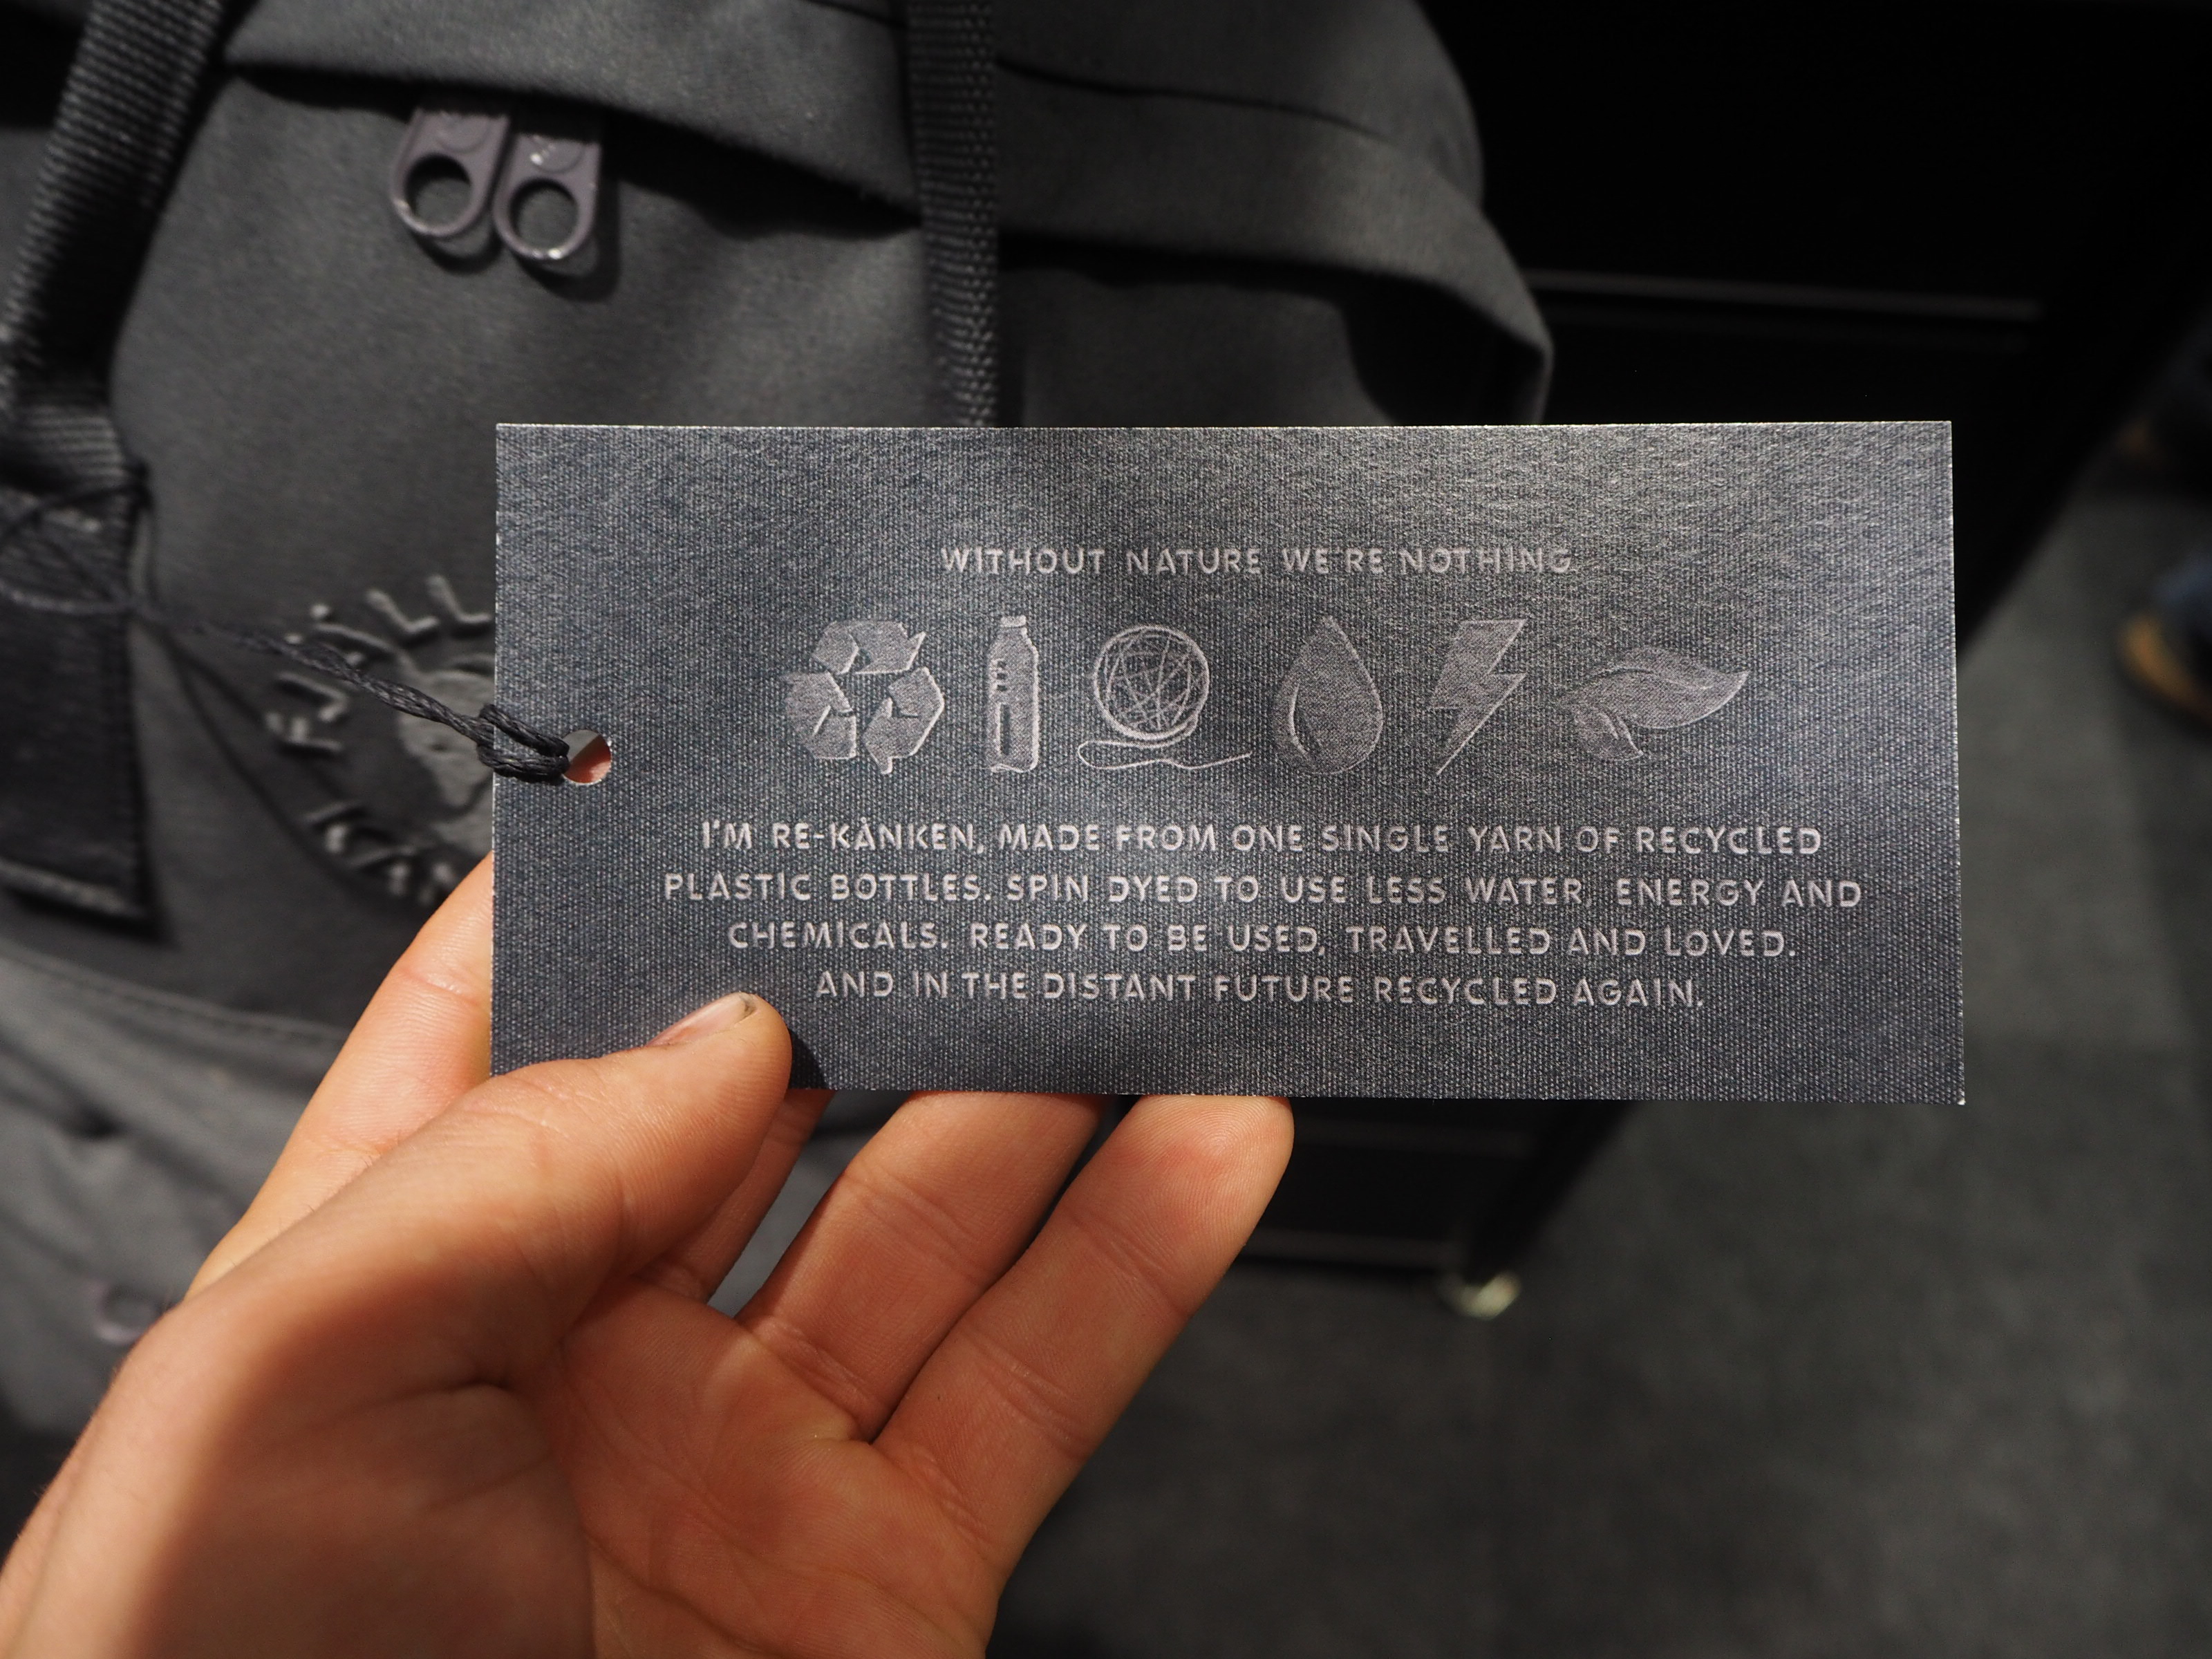 WITHOUT NATURE WE'RE NOTHING
I'M RE-KÅNKEN, MADE FROM ONE SINGLE YARN OF RECYCLED
PLASTIC BOTTLES. SPIN DYED TO USE LESS WATER, ENERGY AND
CHEMICALS. READY TO BE USED, TRAVELLED AND LOVED.
AND IN THE DISTANT FUTURE RECYCLED AGAIN.